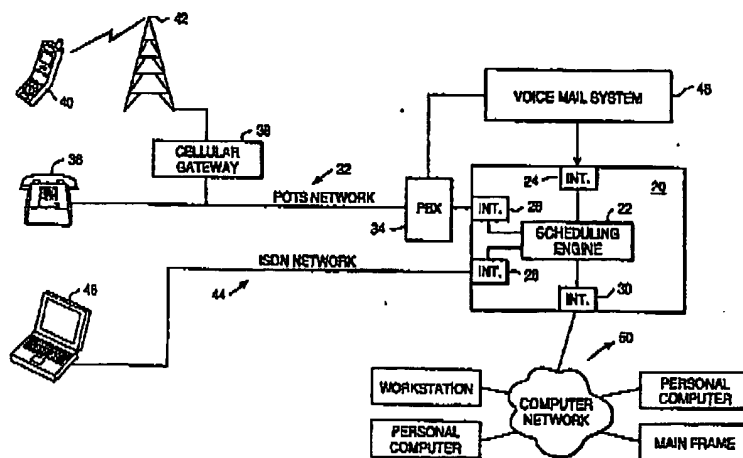 42
40
CELLULAR
GATEWAY
39
36
32
POTS NETWORK
PBX
34
VOICE MAIL SYSTEM
48
24
INT.
20
INT.
28
22
SCHEDULING
ENGINE
ISDN NETWORK
44
INT.
26
INT.
30
46
50
WORKSTATION
PERSONAL
COMPUTER
COMPUTER
NETWORK
PERSONAL
COMPUTER
MAIN FRAME